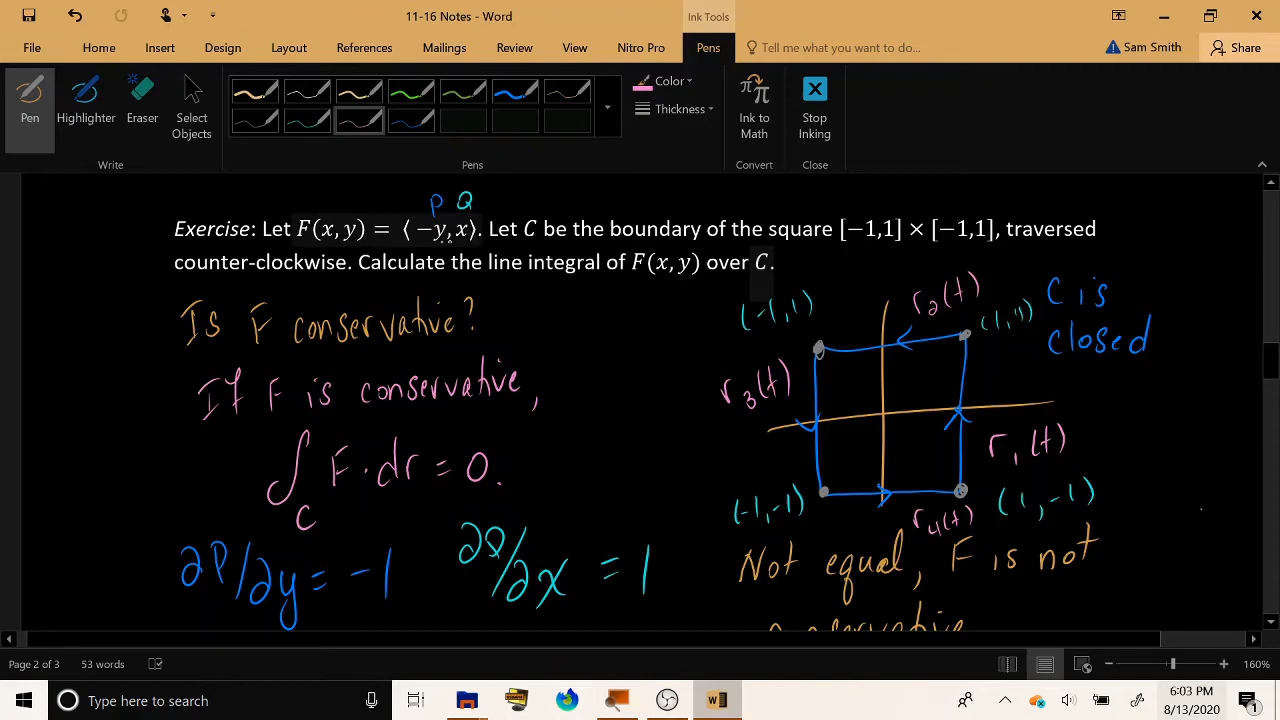 11-16 Notes - Word
Ink Tools
File Home Insert Design Layout References Mailings Review View Nitro Pro Pens Tell me what you want to do... Sam Smith Share
Pen Highlighter Eraser Select Objects
Color
Thickness
Ink to Math
Stop Inking
Write Pens Convert Close
P Q
Exercise: Let F(x, y) = ⟨ −y, x⟩. Let C be the boundary of the square [−1,1] × [−1,1], traversed
counter-clockwise. Calculate the line integral of F(x, y) over C.
Is F conservative?
(-1,1) r2(t) (1,1) C is
closed
If F is conservative,
r3(t)
∫C F · dr = 0.
r1(t)
(-1,-1) r4(t) (1,-1)
∂P/∂y = -1 ∂Q/∂x = 1
Not equal, F is not
conservative
Page 2 of 3 53 words 160%
Type here to search
6:03 PM
8/13/2020
1